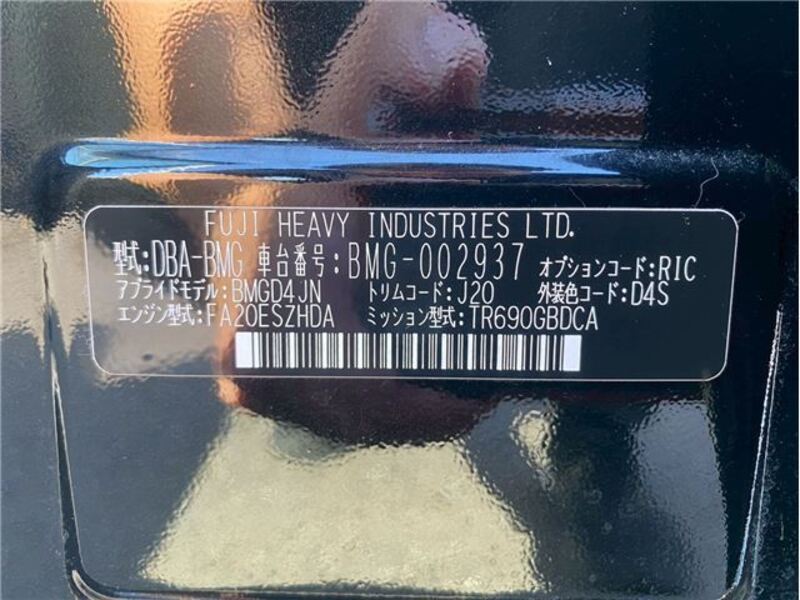 FUJI HEAVY INDUSTRIES LTD.
型式:DBA-BMG 車台番号:BMG-002937 オプションコード:RIC
アプライドモデル:BMGD4JN トリムコード:J20 外装色コード:D4S
エンジン型式:FA20ESZHDA ミッション型式:TR690GBDCA